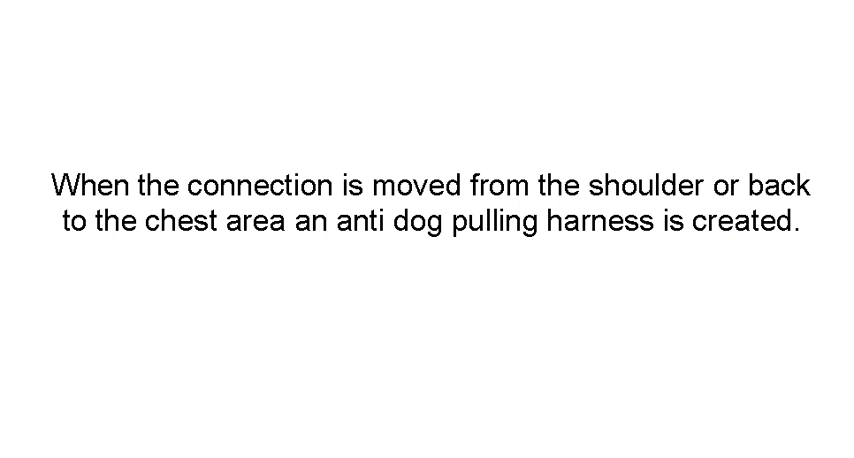 When the connection is moved from the shoulder or back
to the chest area an anti dog pulling harness is created.